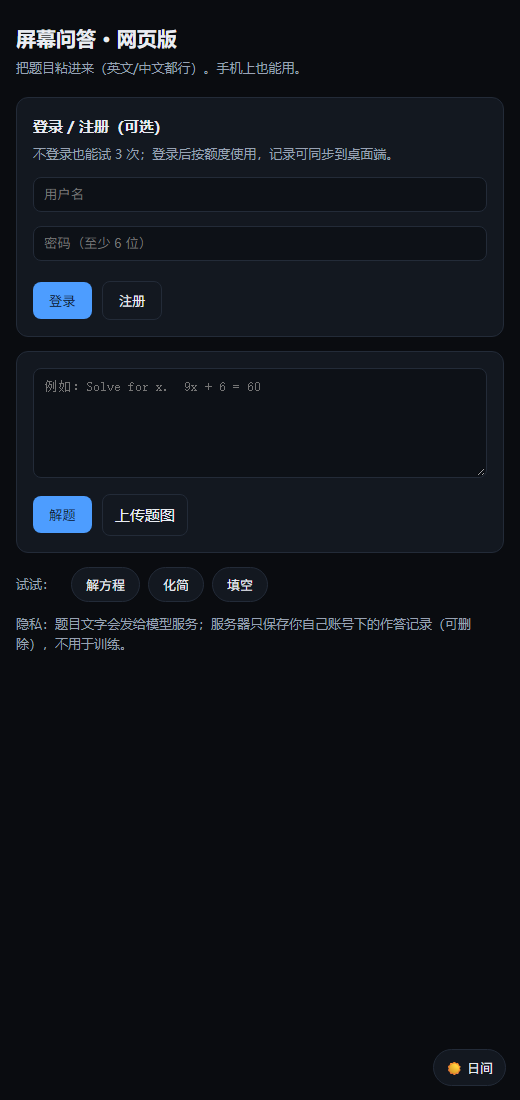 屏幕问答 · 网页版
把题目粘进来（英文/中文都行）。手机上也能用。
登录 / 注册（可选）
不登录也能试 3 次；登录后按额度使用，记录可同步到桌面端。
用户名
密码（至少 6 位）
登录 注册
例如：Solve for x.  9x + 6 = 60
解题 上传题图
试试： 解方程 化简 填空
隐私：题目文字会发给模型服务；服务器只保存你自己账号下的作答记录（可删
除），不用于训练。
日间